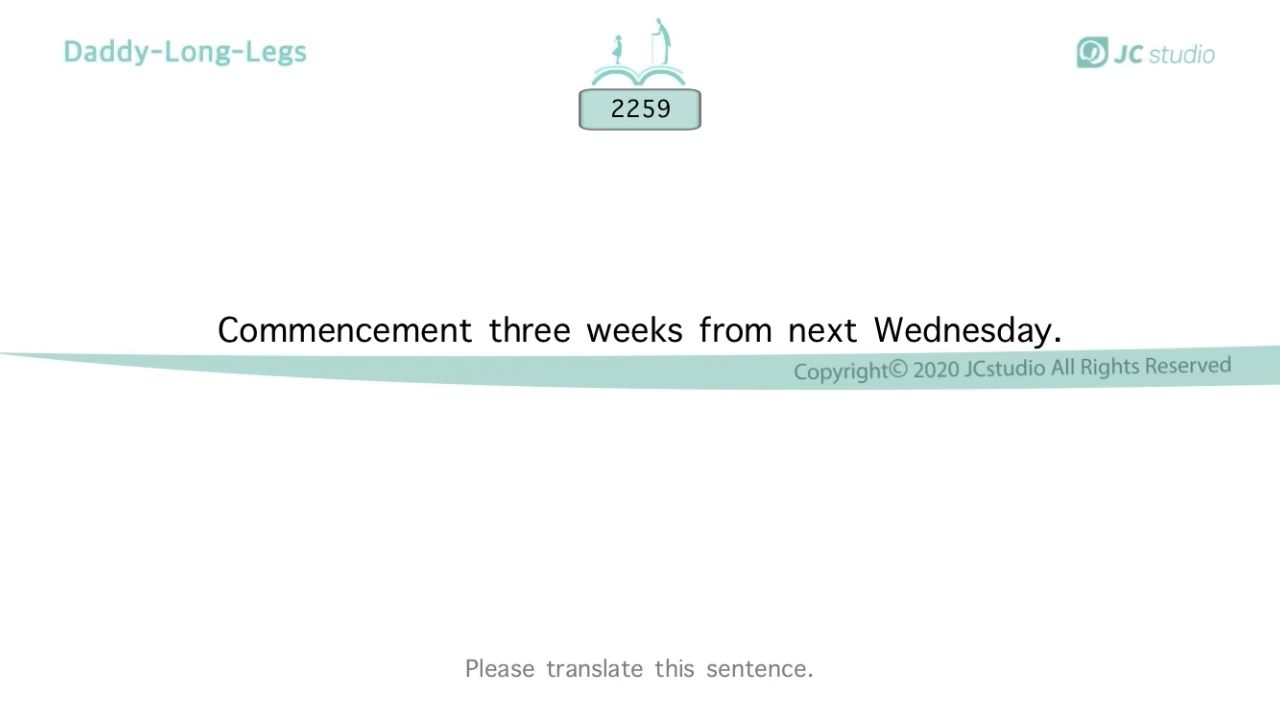 Daddy-Long-Legs
JC studio
2259
Commencement three weeks from next Wednesday.
Copyright© 2020 JCstudio All Rights Reserved
Please translate this sentence.